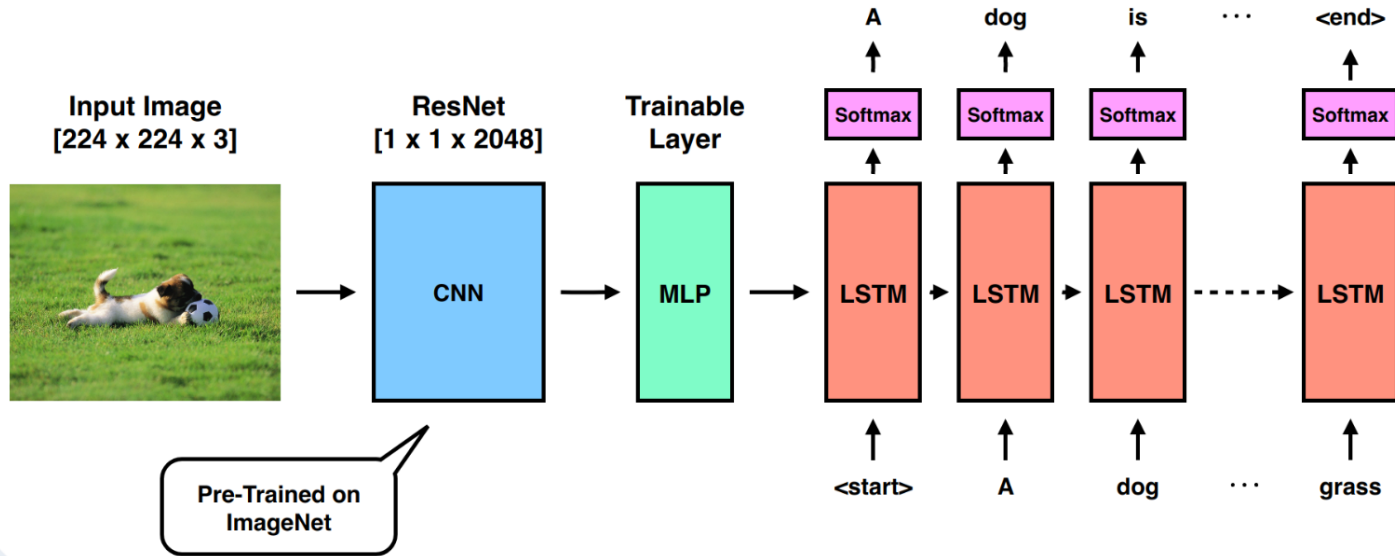 A dog is ... <end>
Input Image
[224 x 224 x 3]
ResNet
[1 x 1 x 2048]
Trainable
Layer
Softmax Softmax Softmax Softmax
CNN
MLP
LSTM LSTM LSTM LSTM
Pre-Trained on
ImageNet
<start> A dog ... grass